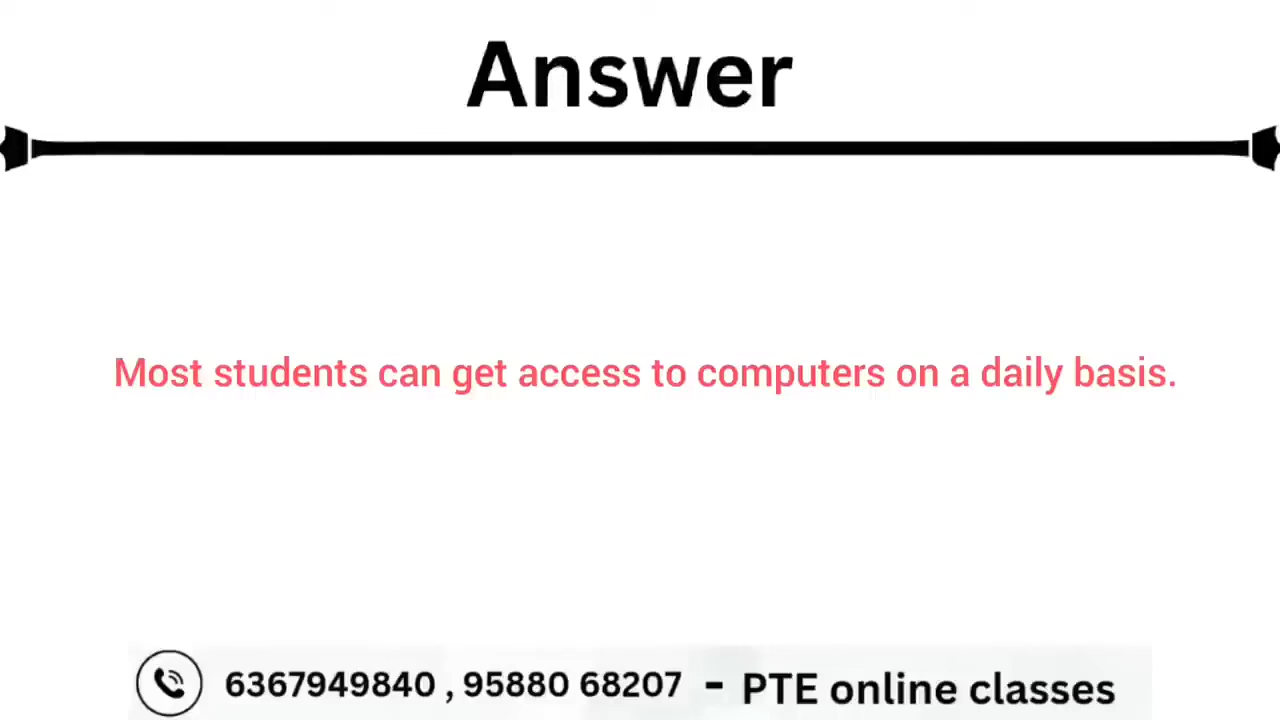 Answer
Most students can get access to computers on a daily basis.
6367949840 , 95880 68207 - PTE online classes